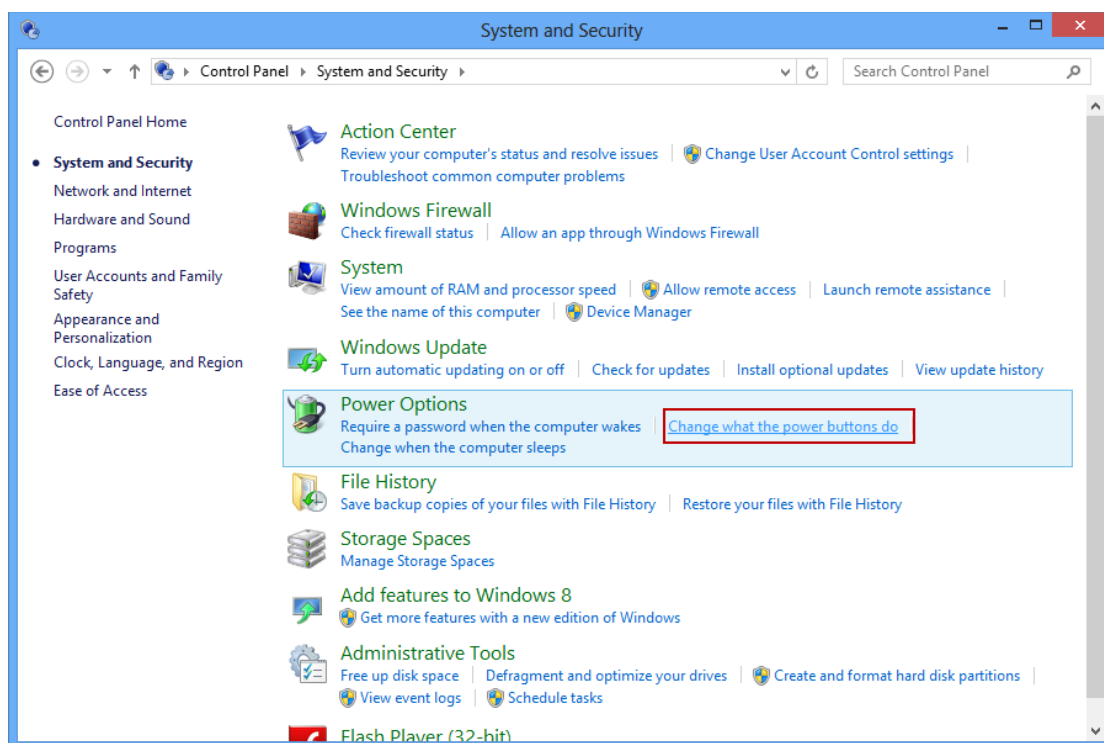 System and Security
Control Panel System and Security
Search Control Panel
Control Panel Home
System and Security
Network and Internet
Hardware and Sound
Programs
User Accounts and Family
Safety
Appearance and
Personalization
Clock, Language, and Region
Ease of Access
Action Center
Review your computer's status and resolve issues Change User Account Control settings
Troubleshoot common computer problems
Windows Firewall
Check firewall status Allow an app through Windows Firewall
System
View amount of RAM and processor speed Allow remote access Launch remote assistance
See the name of this computer Device Manager
Windows Update
Turn automatic updating on or off Check for updates Install optional updates View update history
Power Options
Require a password when the computer wakes Change what the power buttons do
Change when the computer sleeps
File History
Save backup copies of your files with File History Restore your files with File History
Storage Spaces
Manage Storage Spaces
Add features to Windows 8
Get more features with a new edition of Windows
Administrative Tools
Free up disk space Defragment and optimize your drives Create and format hard disk partitions
View event logs Schedule tasks
Flash Player (32-bit)